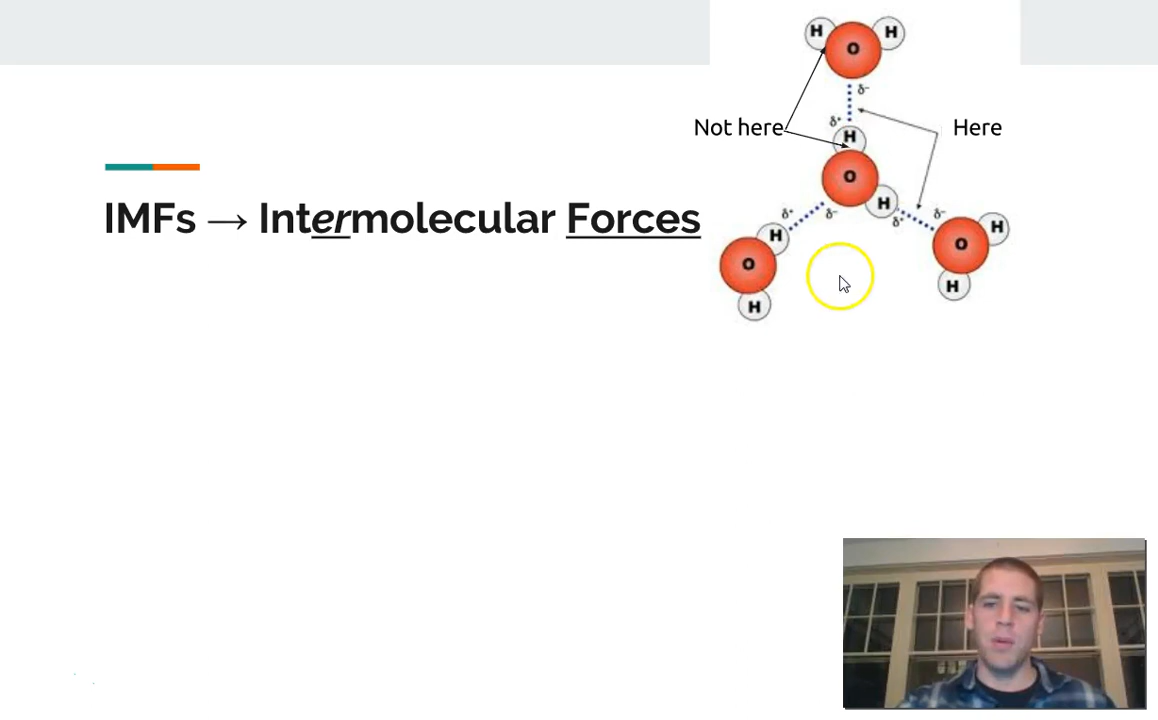 H O H
δ⁻
Not here
Here
δ⁺
H
O
H
δ⁺ δ⁻ δ⁺ δ⁻
IMFs → Intermolecular Forces
H
H
O
O
H
H